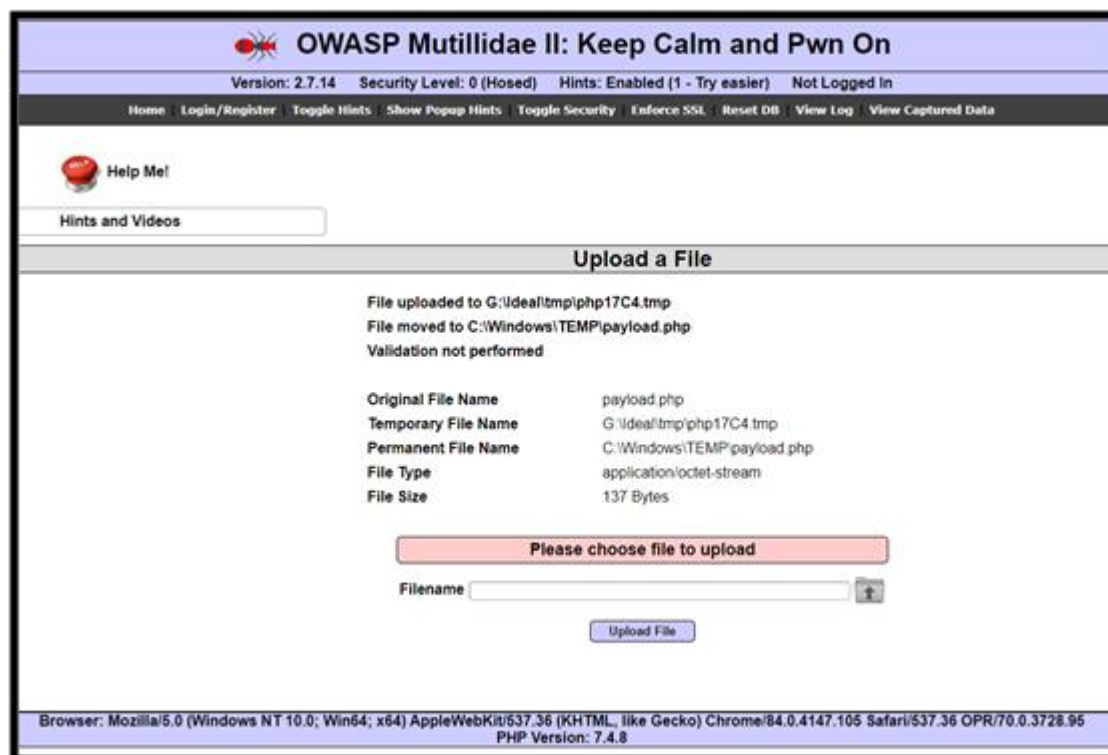 OWASP Mutillidae II: Keep Calm and Pwn On
Version: 2.7.14 Security Level: 0 (Hosed) Hints: Enabled (1 - Try easier) Not Logged In
Home Login/Register Toggle Hints Show Popup Hints Toggle Security Enforce SSL Reset DB View Log View Captured Data
Help Me!
Hints and Videos
Upload a File
File uploaded to G:\Ideal\tmp\php17C4.tmp
File moved to C:\Windows\TEMP\payload.php
Validation not performed
Original File Name payload.php
Temporary File Name G:\Ideal\tmp\php17C4.tmp
Permanent File Name C:\Windows\TEMP\payload.php
File Type application/octet-stream
File Size 137 Bytes
Please choose file to upload
Filename
Upload File
Browser: Mozilla/5.0 (Windows NT 10.0; Win64; x64) AppleWebKit/537.36 (KHTML, like Gecko) Chrome/84.0.4147.105 Safari/537.36 OPR/70.0.3728.95
PHP Version: 7.4.8